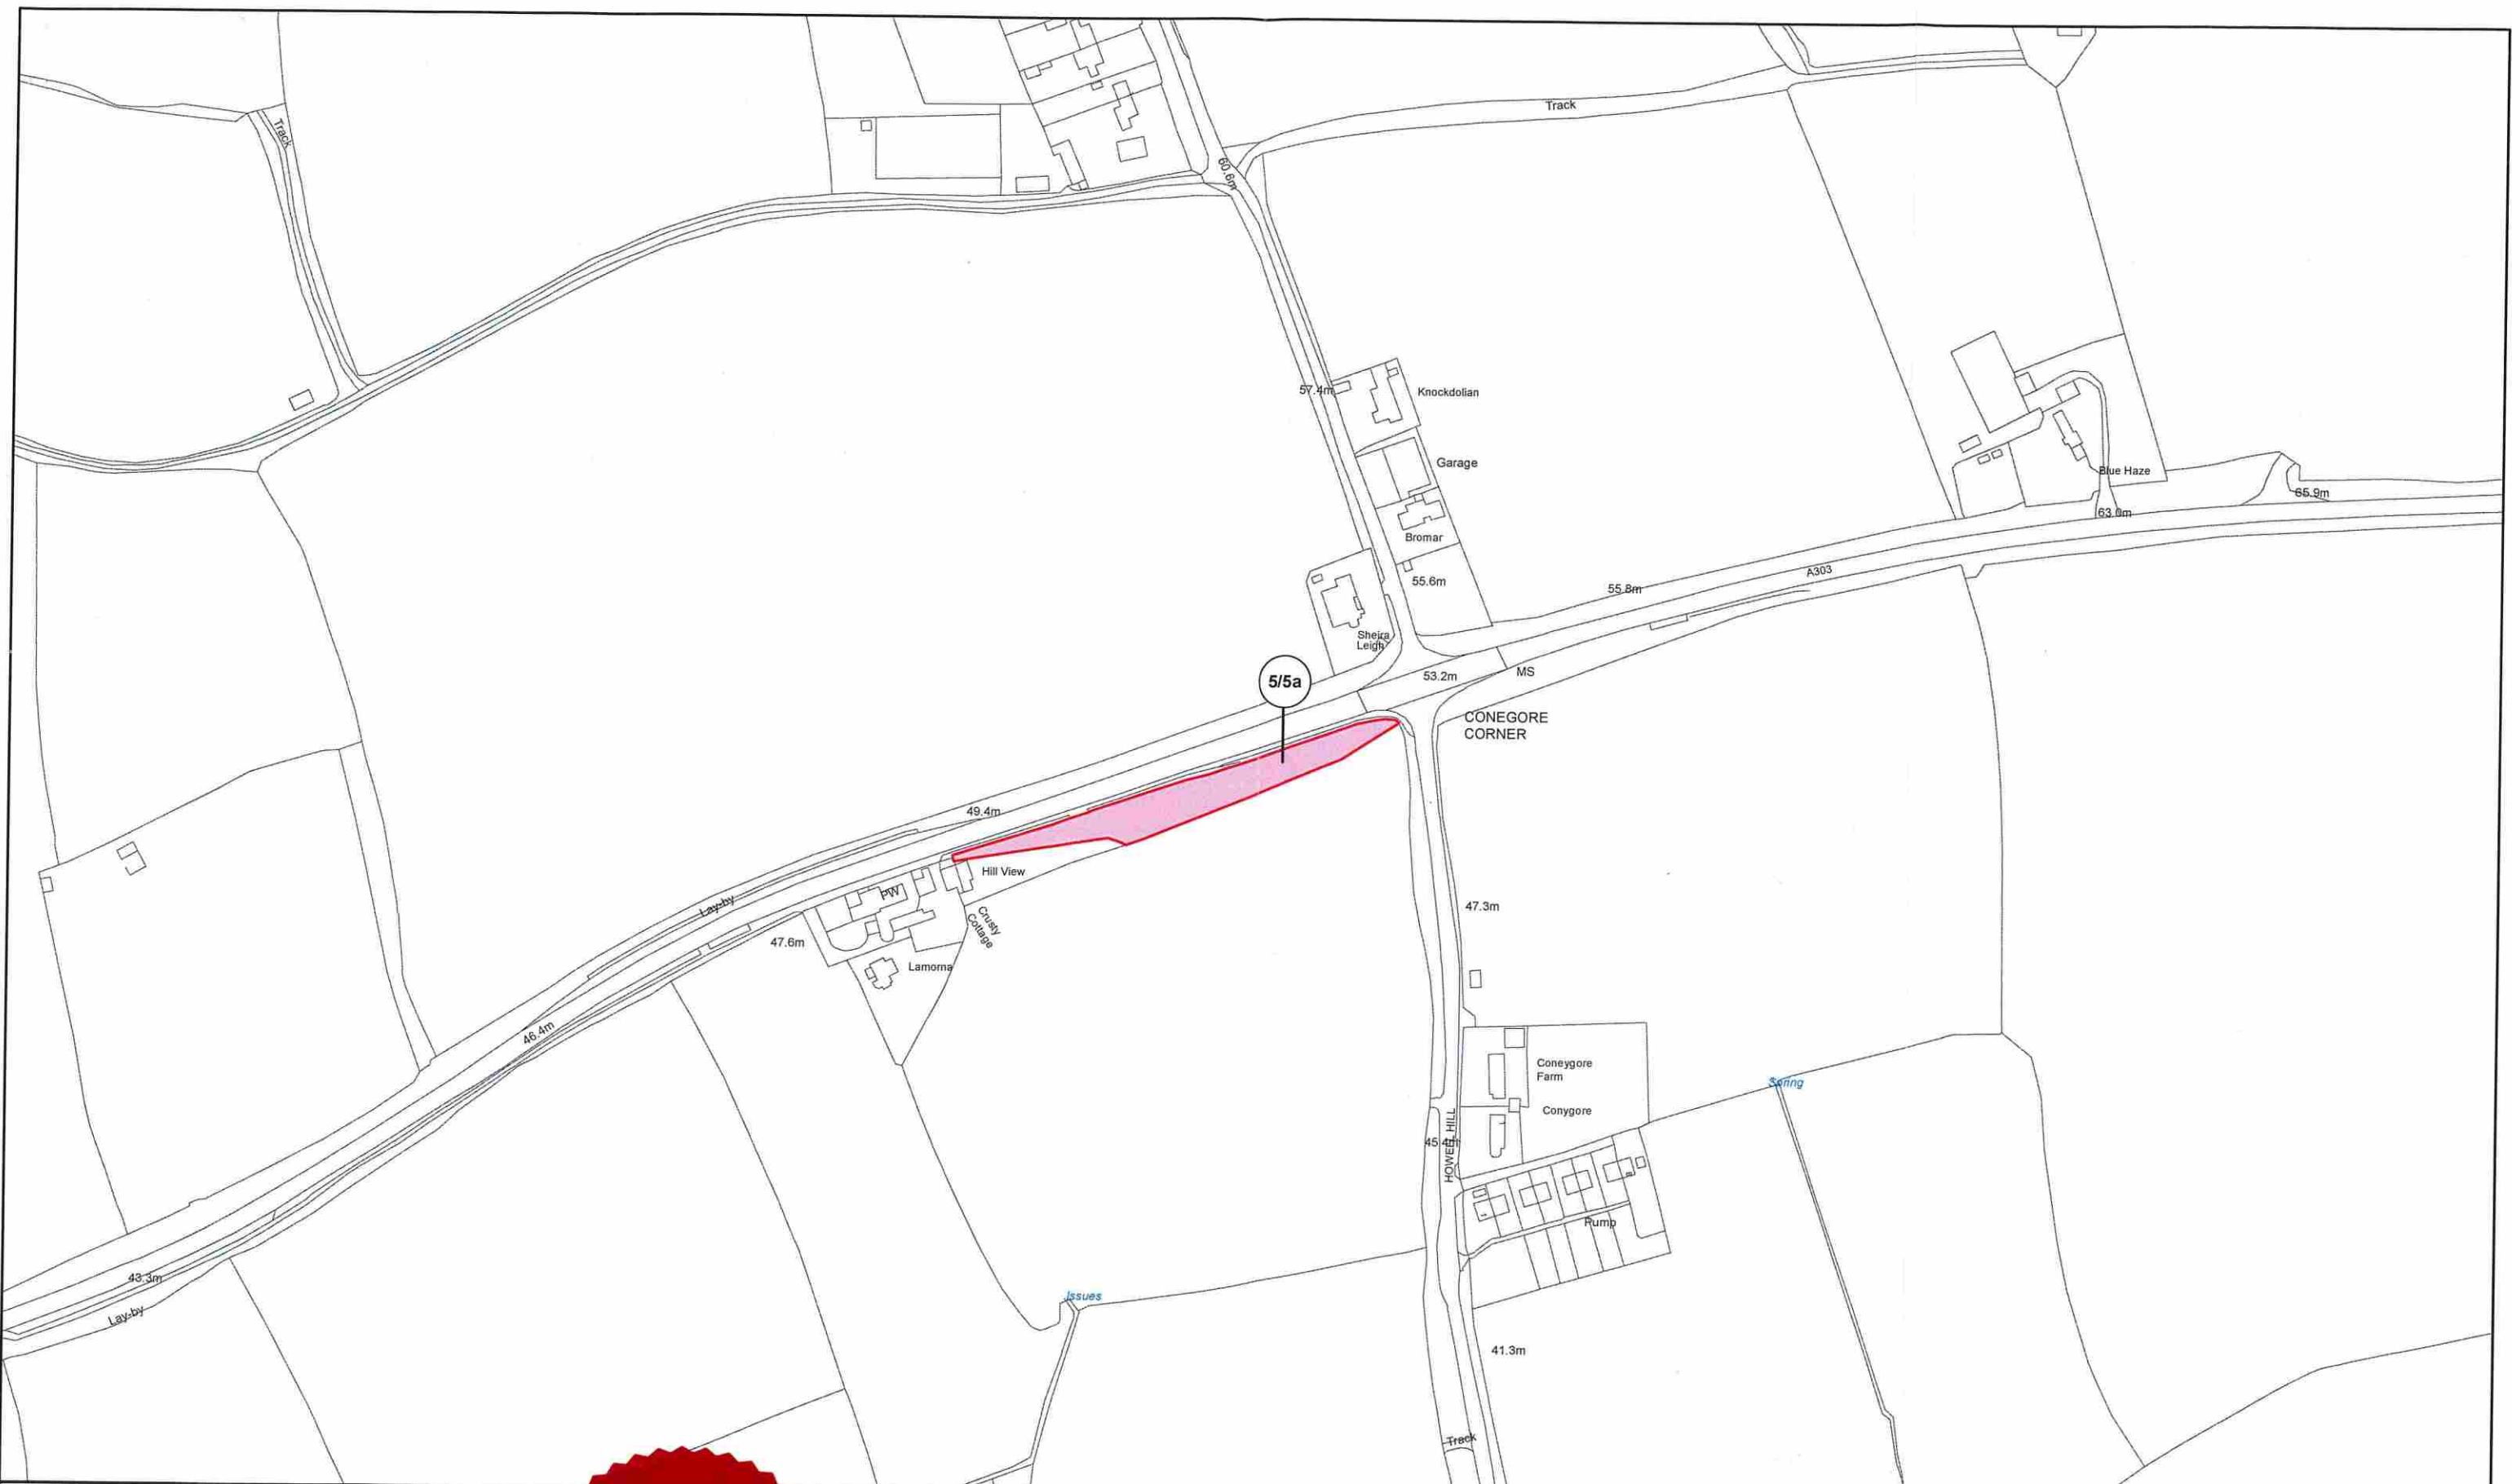 Track
Track
60.6m
57.4m
Knockdolian
Garage
Blue Haze
65.9m
63.0m
Bromar
A303
55.6m
55.8m
Sheira
Leigh
5/5a
53.2m
MS
CONEGORE
CORNER
49.4m
Hill View
PW
Lay-by
47.3m
Crusty
Cottage
47.6m
Lamorna
46.4m
Coneygore
Farm
Spring
Conygore
HOWELL HILL
45.4m
Pump
43.3m
Issues
Lay-by
41.3m
Track